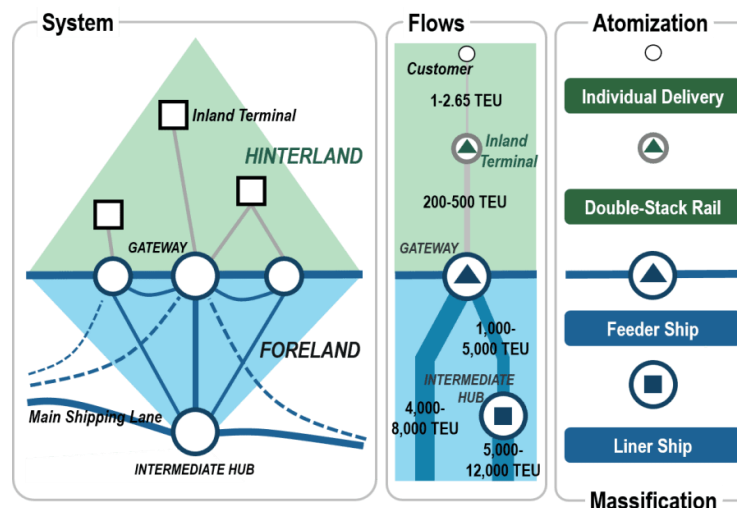 System
Inland Terminal
HINTERLAND
GATEWAY
FORELAND
Main Shipping Lane
INTERMEDIATE HUB
Flows
Customer
1-2.65 TEU
Inland
Terminal
200-500 TEU
GATEWAY
1,000-
5,000 TEU
INTERMEDIATE
HUB
4,000-
8,000 TEU
5,000-
12,000 TEU
Atomization
Individual Delivery
Double-Stack Rail
Feeder Ship
Liner Ship
Massification